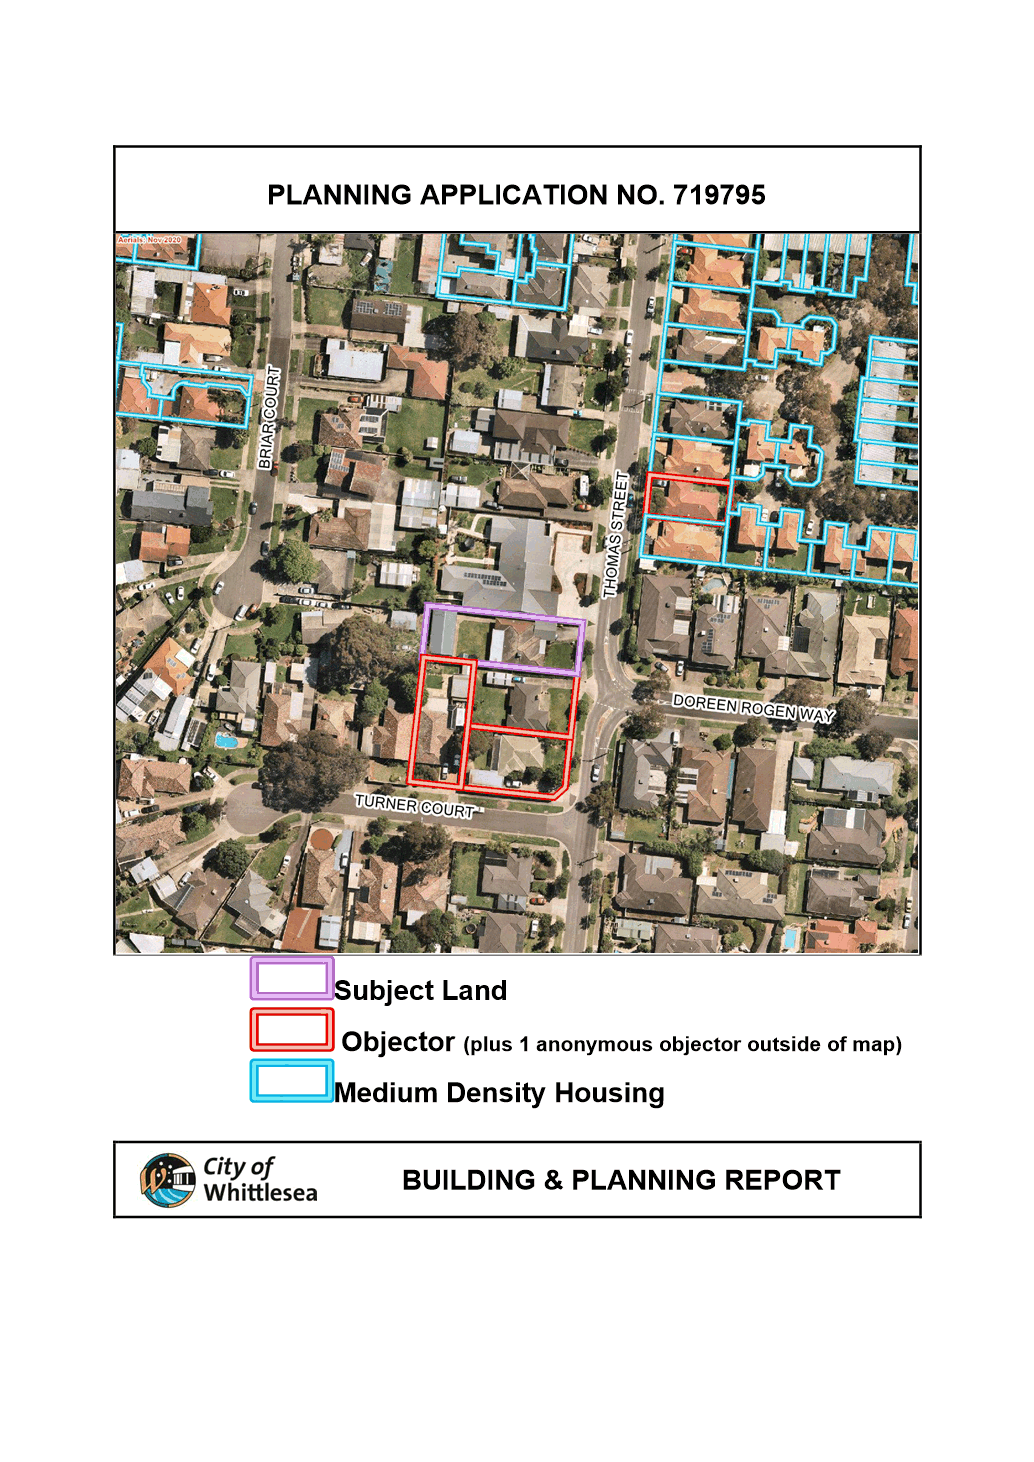 PLANNING APPLICATION NO. 719795
Aerials: Nov 2020
BRIAR COURT
THOMAS STREET
DOREEN ROGEN WAY
TURNER COURT
Subject Land
Objector (plus 1 anonymous objector outside of map)
Medium Density Housing
City of
Whittlesea
BUILDING & PLANNING REPORT